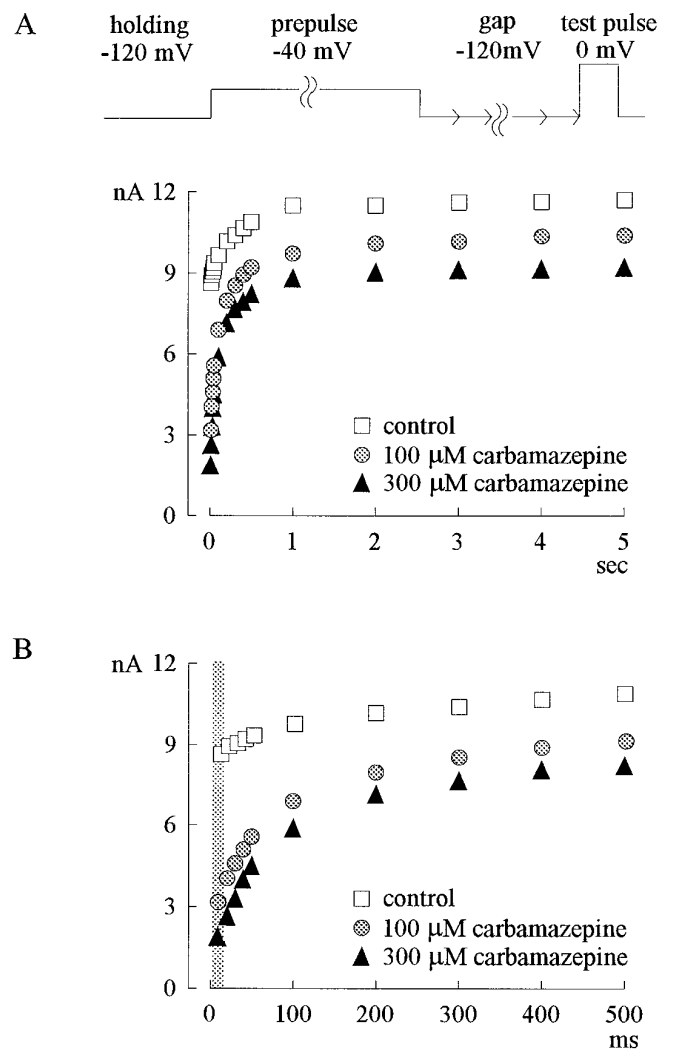 A
holding prepulse gap test pulse
-120 mV -40 mV -120mV 0 mV
nA 12
9
6
3
0
control
100 μM carbamazepine
300 μM carbamazepine
0 1 2 3 4 5
sec
B
nA 12
9
6
3
0
control
100 μM carbamazepine
300 μM carbamazepine
0 100 200 300 400 500
ms